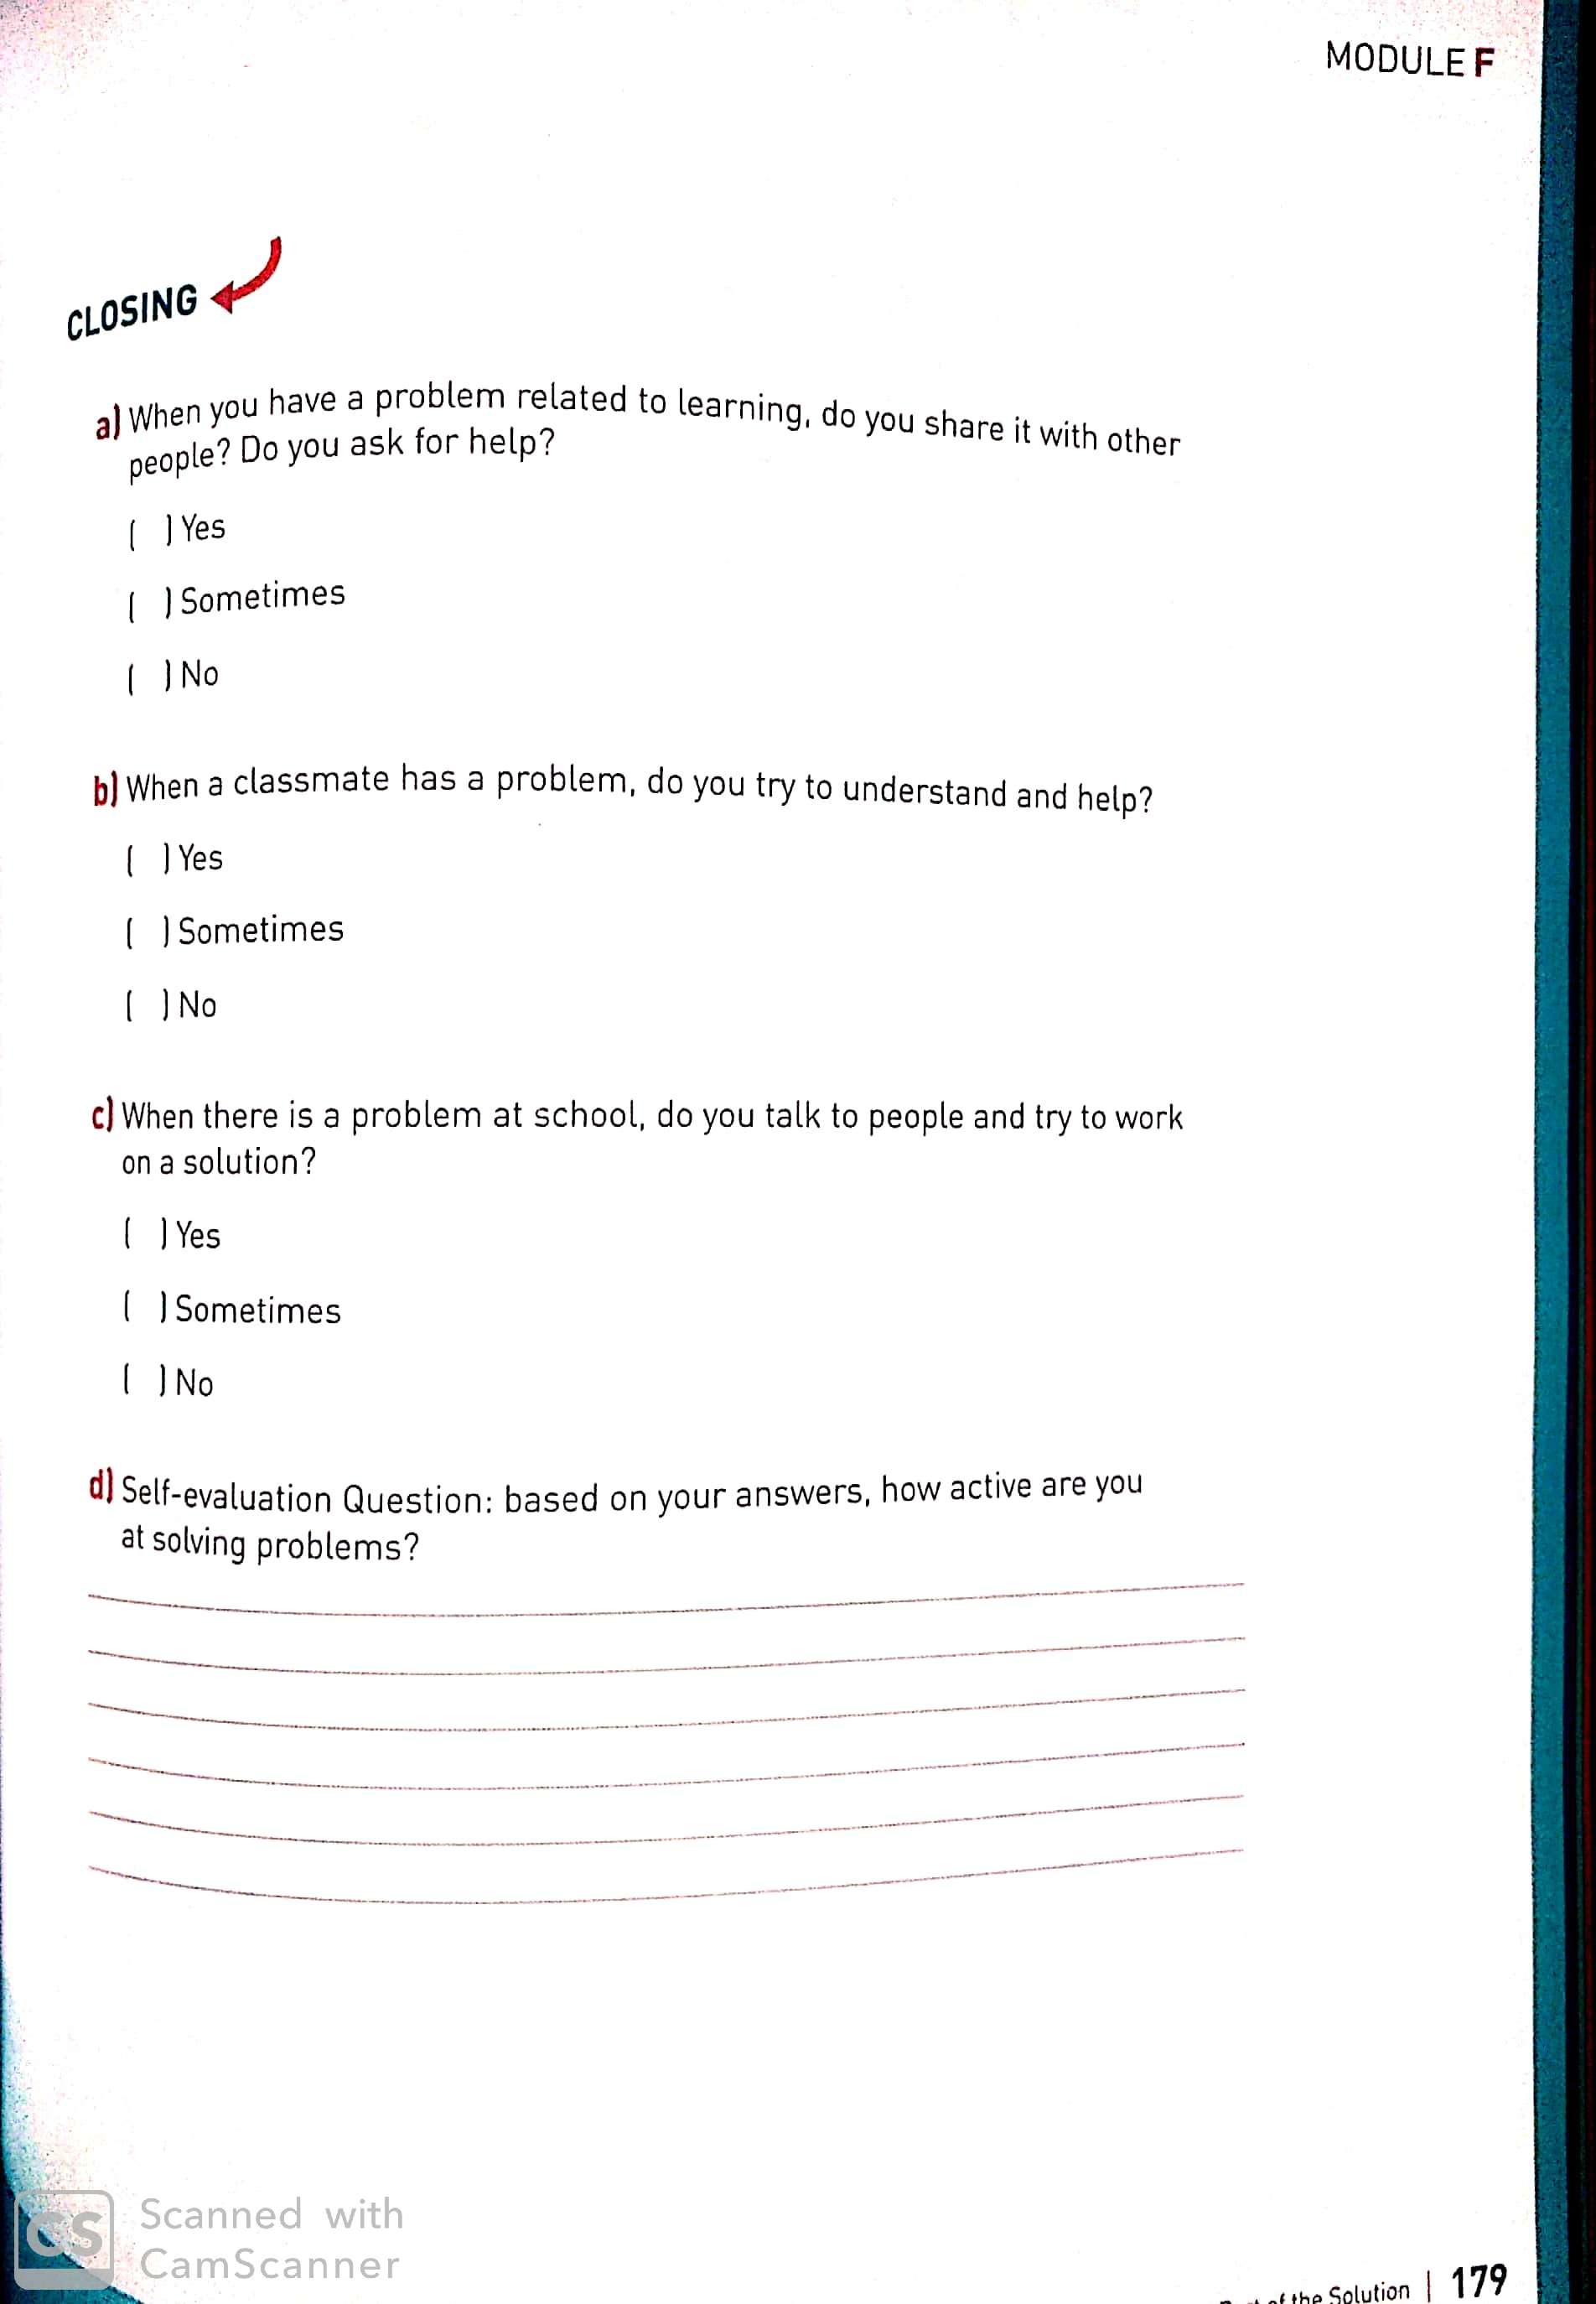 MODULE F
CLOSING
a) When you have a problem related to learning, do you share it with other
people? Do you ask for help?
( ) Yes
( ) Sometimes
( ) No
b) When a classmate has a problem, do you try to understand and help?
( ) Yes
( ) Sometimes
( ) No
c) When there is a problem at school, do you talk to people and try to work
on a solution?
( ) Yes
( ) Sometimes
( ) No
d) Self-evaluation Question: based on your answers, how active are you
at solving problems?
of the Solution | 179
CS Scanned with
CamScanner